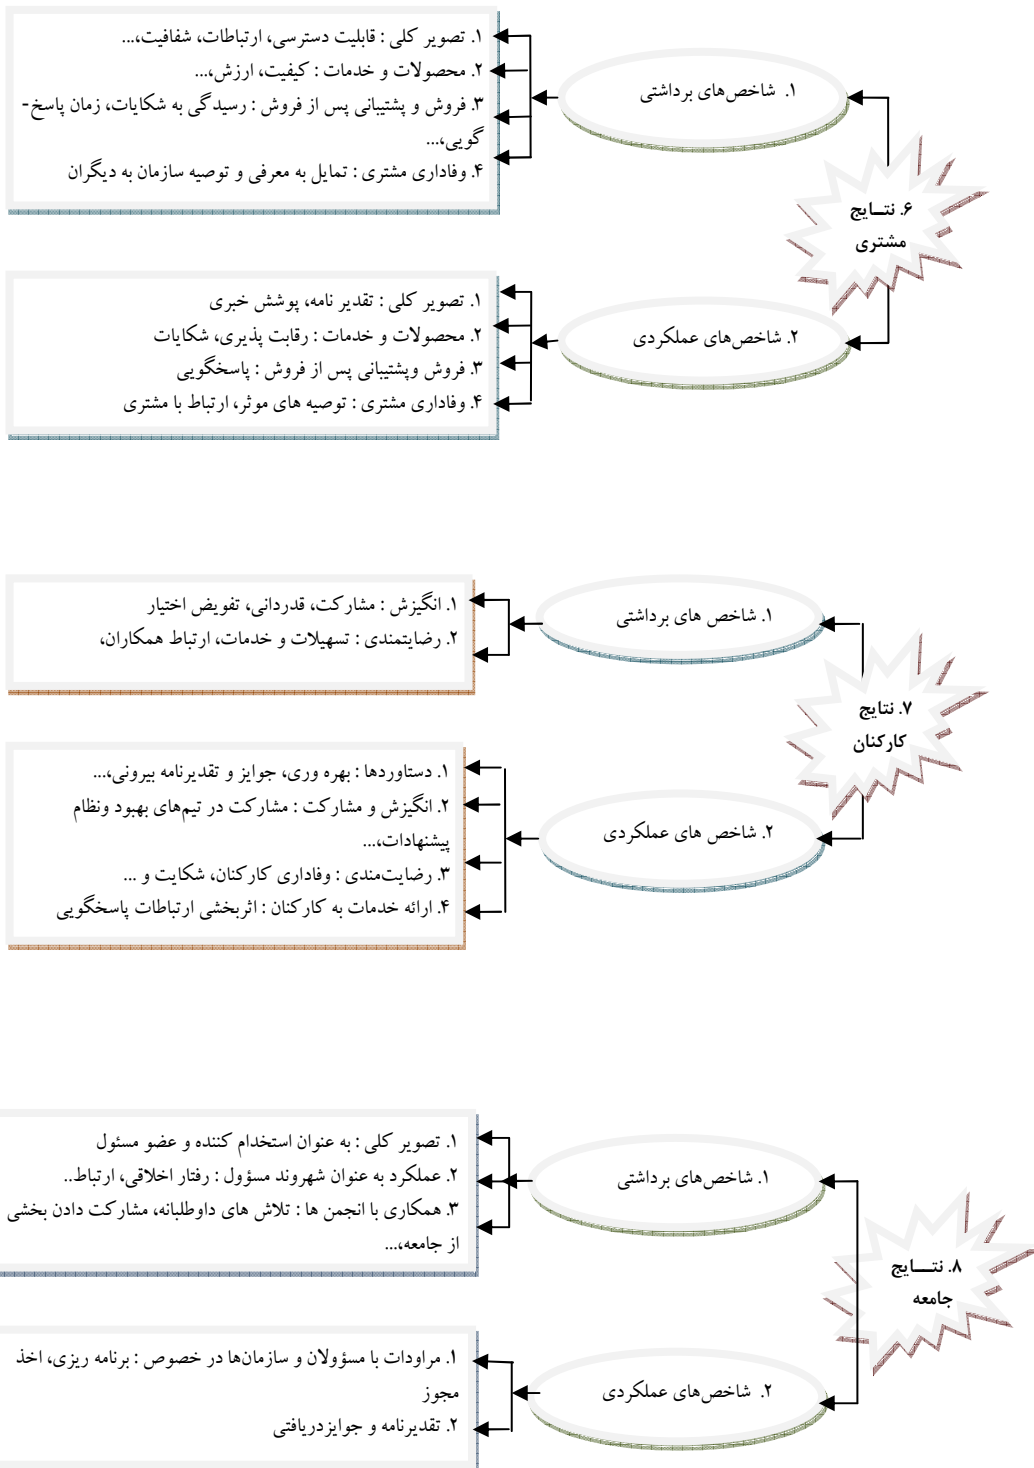 ۶. نتــایج
مشتری
۱. شاخص‌های برداشتی
۱. تصویر کلی : قابلیت دسترسی، ارتباطات، شفافیت،...
۲. محصولات و خدمات : کیفیت، ارزش،...
۳. فروش و پشتیبانی پس از فروش : رسیدگی به شکایات، زمان پاسخ-
گویی،...
۴. وفاداری مشتری : تمایل به معرفی و توصیه سازمان به دیگران
۲. شاخص‌های عملکردی
۱. تصویر کلی : تقدیر نامه، پوشش خبری
۲. محصولات و خدمات : رقابت پذیری، شکایات
۳. فروش وپشتیبانی پس از فروش : پاسخگویی
۴. وفاداری مشتری : توصیه های موثر، ارتباط با مشتری
۷. نتایج
کارکنان
۱. شاخص های برداشتی
۱. انگیزش : مشارکت، قدردانی، تفویض اختیار
۲. رضایتمندی : تسهیلات و خدمات، ارتباط همکاران،
۲. شاخص های عملکردی
۱. دستاوردها : بهره وری، جوایز و تقدیرنامه بیرونی،...
۲. انگیزش و مشارکت : مشارکت در تیم‌های بهبود ونظام
پیشنهادات،...
۳. رضایت‌مندی : وفاداری کارکنان، شکایت و ...
۴. ارائه خدمات به کارکنان : اثربخشی ارتباطات پاسخگویی
۸. نتـــایج
جامعه
۱. شاخص‌های برداشتی
۱. تصویر کلی : به عنوان استخدام کننده و عضو مسئول
۲. عملکرد به عنوان شهروند مسؤول : رفتار اخلاقی، ارتباط..
۳. همکاری با انجمن ها : تلاش های داوطلبانه، مشارکت دادن بخشی
از جامعه،...
۲. شاخص‌های عملکردی
۱. مراودات با مسؤولان و سازمان‌ها در خصوص : برنامه ریزی، اخذ
مجوز
۲. تقدیرنامه و جوایزدریافتی